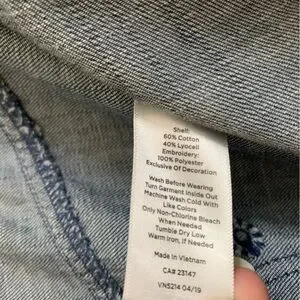 Shell:
60% Cotton
40% Lyocell
Embroidery:
100% Polyester
Exclusive Of Decoration
Wash Before Wearing
Turn Garment Inside Out
Machine Wash Cold With
Like Colors
Only Non-Chlorine Bleach
When Needed
Tumble Dry Low
Warm Iron, If Needed
Made in Vietnam
CA# 23147
VN5214 04/19